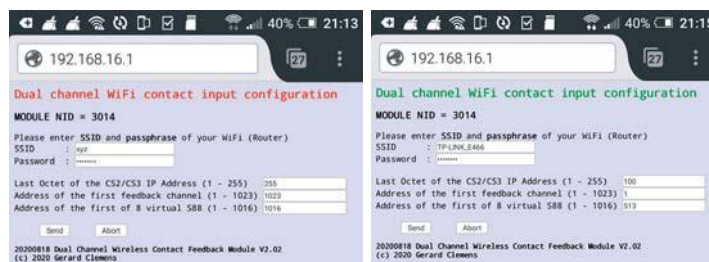 40% 21:13
192.168.16.1
27
Dual channel WiFi contact input configuration
MODULE NID = 3014
Please enter SSID and passphrase of your WiFi (Router)
SSID : xyz
Password : ••••••••
Last Octet of the CS2/CS3 IP Address (1 - 255) 255
Address of the first feedback channel (1 - 1023) 1023
Address of the first of 8 virtual S88 (1 - 1016) 1016
Send Abort
20200818 Dual Channel Wireless Contact Feedback Module V2.02
(c) 2020 Gerard Clemens
40% 21:15
192.168.16.1
27
Dual channel WiFi contact input configuration
MODULE NID = 3014
Please enter SSID and passphrase of your WiFi (Router)
SSID : TP-LINK_E466
Password : ••••••••
Last Octet of the CS2/CS3 IP Address (1 - 255) 100
Address of the first feedback channel (1 - 1023) 1
Address of the first of 8 virtual S88 (1 - 1016) 513
Send Abort
20200818 Dual Channel Wireless Contact Feedback Module V2.02
(c) 2020 Gerard Clemens